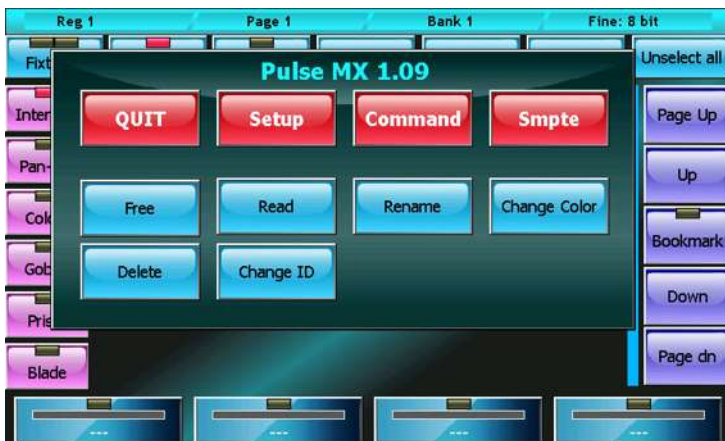 Reg 1 Page 1 Bank 1 Fine: 8 bit
Unselect all
Pulse MX 1.09
QUIT Setup Command Smpte
Page Up
Up
Free Read Rename Change Color
Bookmark
Delete Change ID
Down
Page dn
Blade
--- --- --- ---